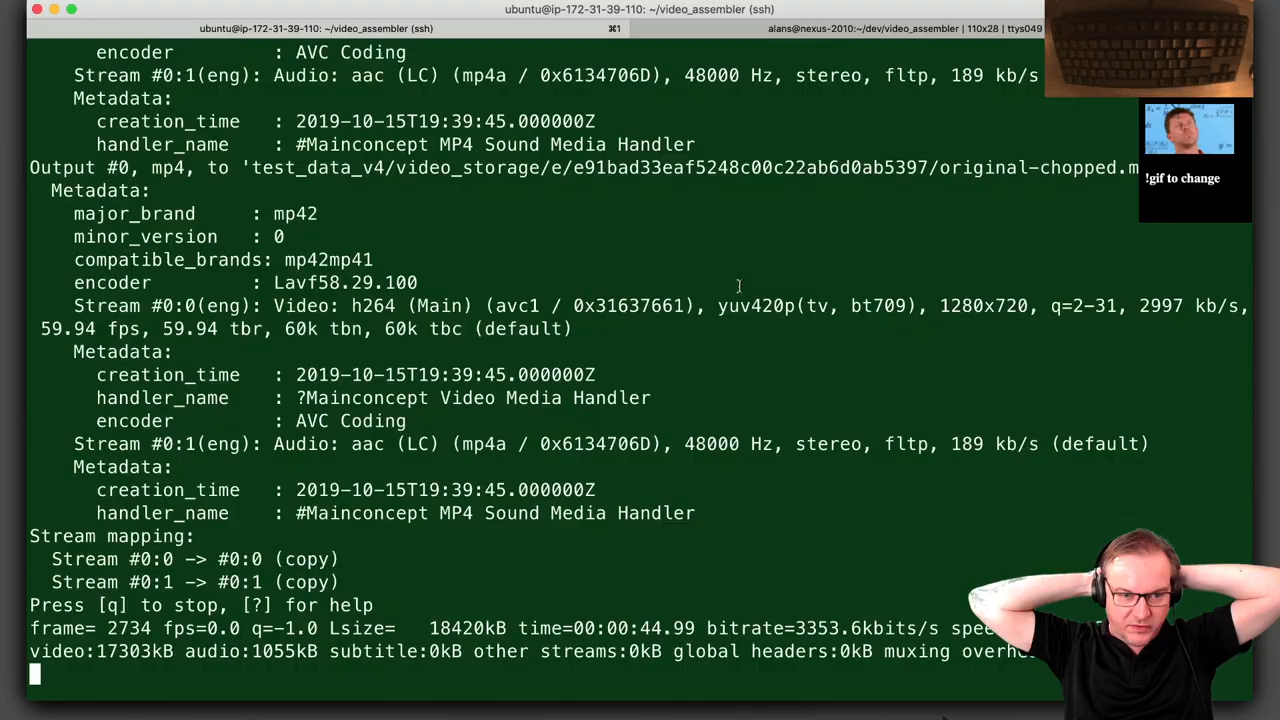 ubuntu@ip-172-31-39-110: ~/video_assembler (ssh)
ubuntu@ip-172-31-39-110: ~/video_assembler (ssh) ⌘1 alans@nexus-2010:~/dev/video_assembler | 110x28 | ttys049
encoder : AVC Coding
Stream #0:1(eng): Audio: aac (LC) (mp4a / 0x6134706D), 48000 Hz, stereo, fltp, 189 kb/s
Metadata:
creation_time : 2019-10-15T19:39:45.000000Z
handler_name : #Mainconcept MP4 Sound Media Handler
Output #0, mp4, to 'test_data_v4/video_storage/e/e91bad33eaf5248c00c22ab6d0ab5397/original-chopped.m
!gif to change
Metadata:
major_brand : mp42
minor_version : 0
compatible_brands: mp42mp41
encoder : Lavf58.29.100
Stream #0:0(eng): Video: h264 (Main) (avc1 / 0x31637661), yuv420p(tv, bt709), 1280x720, q=2-31, 2997 kb/s,
59.94 fps, 59.94 tbr, 60k tbn, 60k tbc (default)
Metadata:
creation_time : 2019-10-15T19:39:45.000000Z
handler_name : ?Mainconcept Video Media Handler
encoder : AVC Coding
Stream #0:1(eng): Audio: aac (LC) (mp4a / 0x6134706D), 48000 Hz, stereo, fltp, 189 kb/s (default)
Metadata:
creation_time : 2019-10-15T19:39:45.000000Z
handler_name : #Mainconcept MP4 Sound Media Handler
Stream mapping:
Stream #0:0 -> #0:0 (copy)
Stream #0:1 -> #0:1 (copy)
Press [q] to stop, [?] for help
frame= 2734 fps=0.0 q=-1.0 Lsize= 18420kB time=00:00:44.99 bitrate=3353.6kbits/s
video:17303kB audio:1055kB subtitle:0kB other streams:0kB global headers:0kB muxing